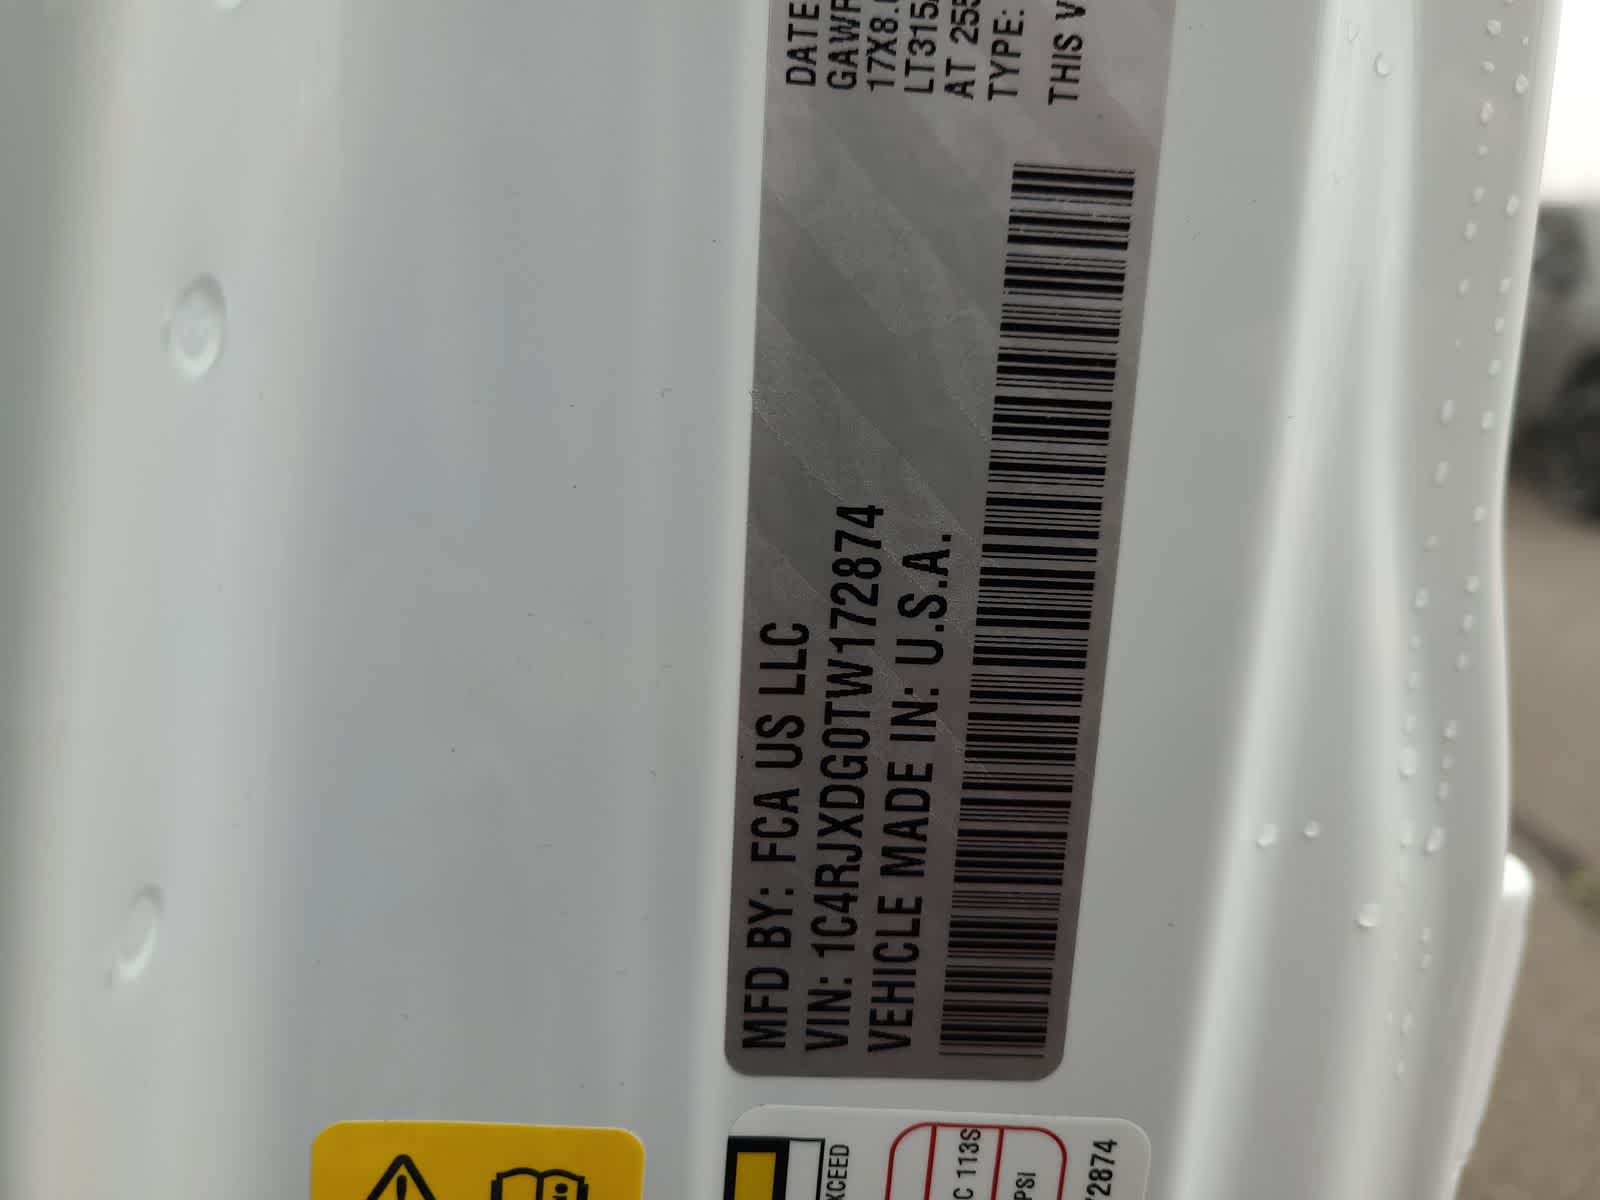 MFD BY: FCA US LLC
VIN: 1C4RJXDG0TW172874
VEHICLE MADE IN: U.S.A.
DATE
GAWR
17X8.
LT315
AT 255
TYPE:
THIS V
XCEED
C 113S
PSI
72874